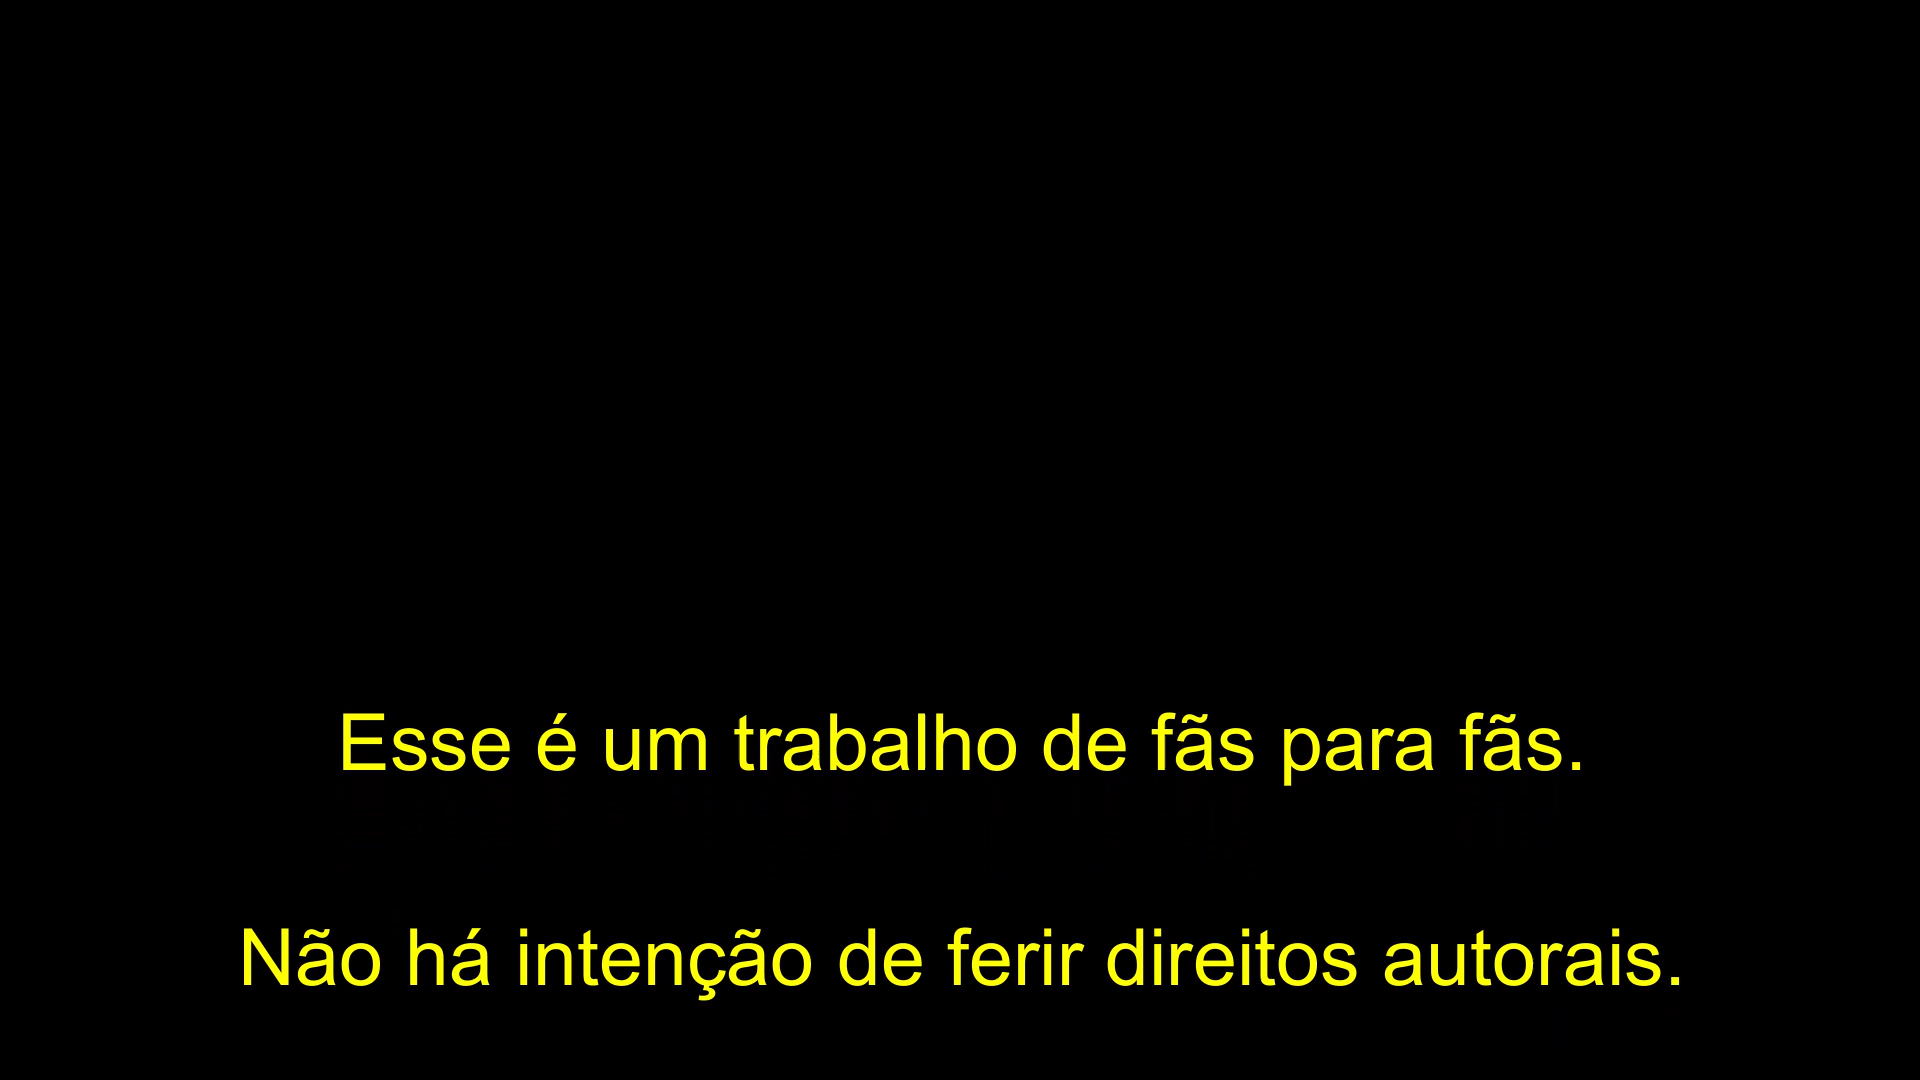 Esse é um trabalho de fãs para fãs.
Não há intenção de ferir direitos autorais.